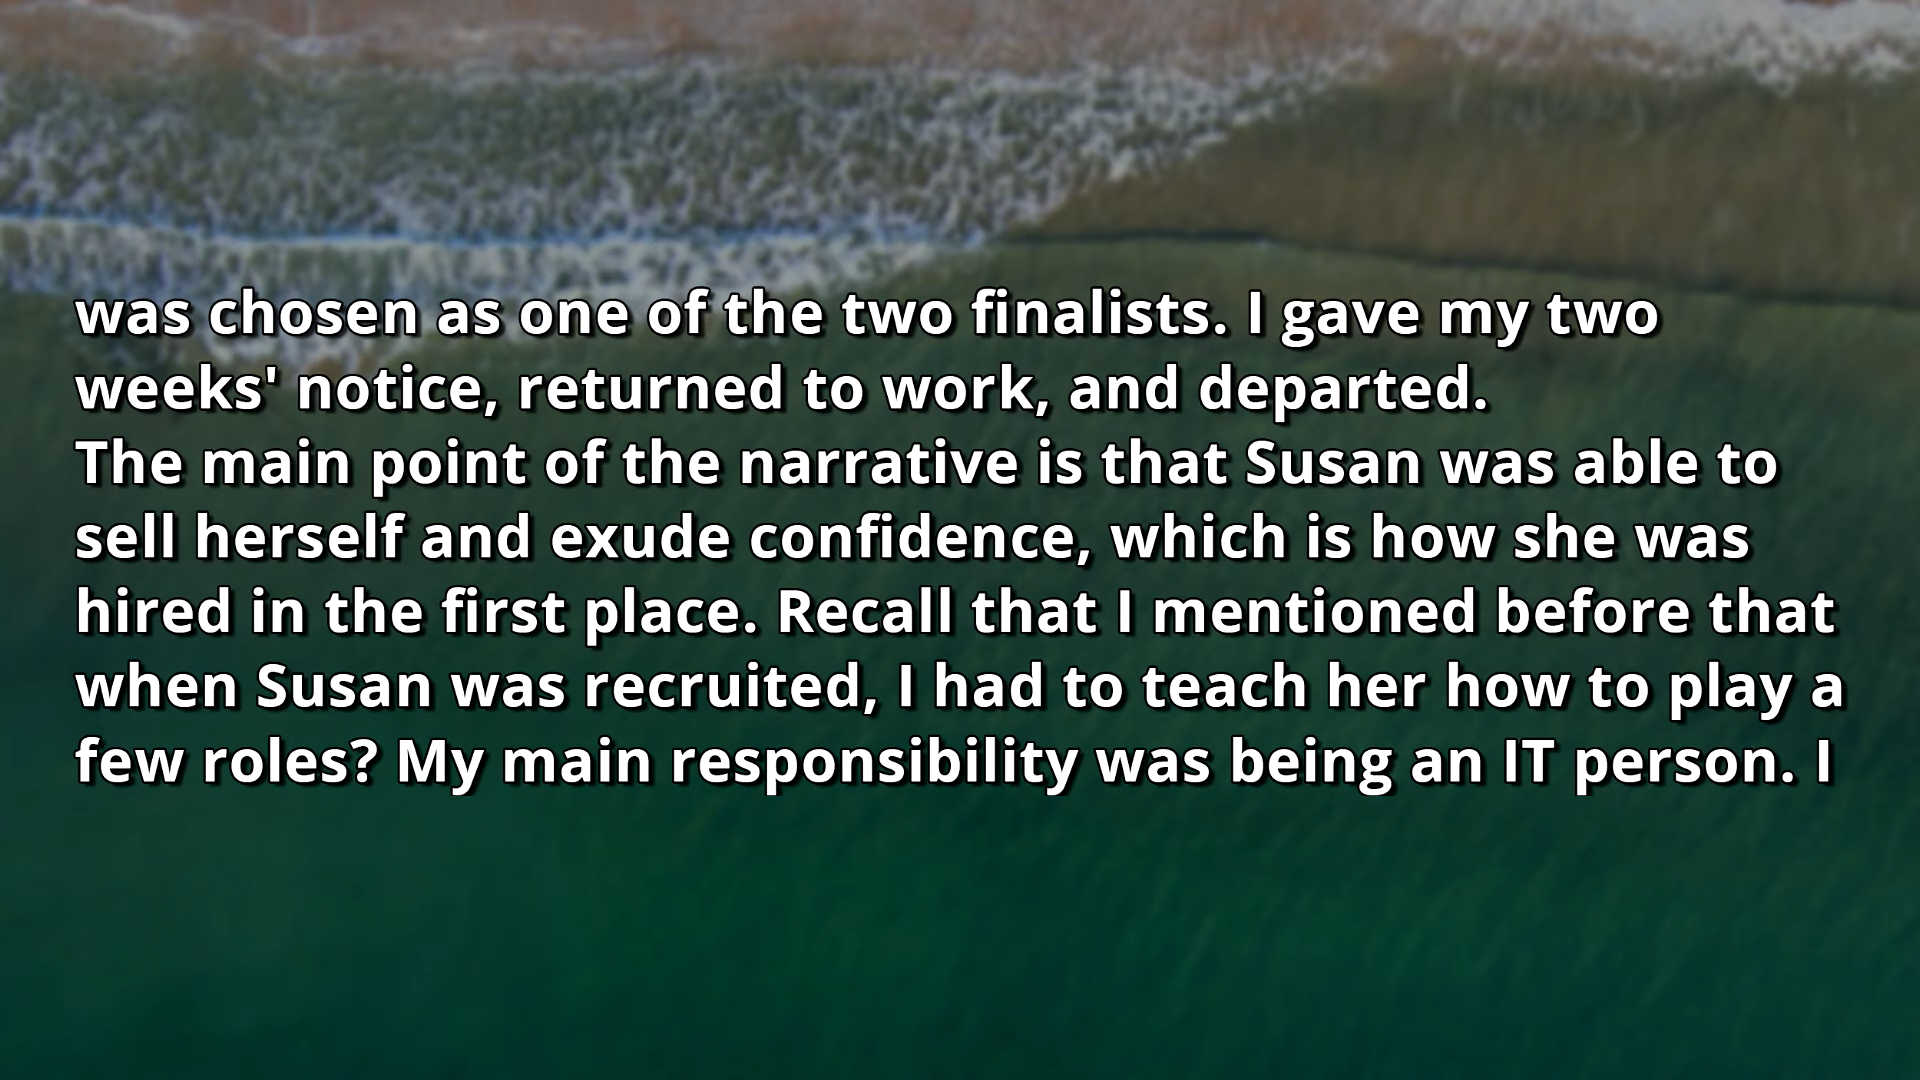 was chosen as one of the two finalists. I gave my two
weeks' notice, returned to work, and departed.
The main point of the narrative is that Susan was able to
sell herself and exude confidence, which is how she was
hired in the first place. Recall that I mentioned before that
when Susan was recruited, I had to teach her how to play a
few roles? My main responsibility was being an IT person. I